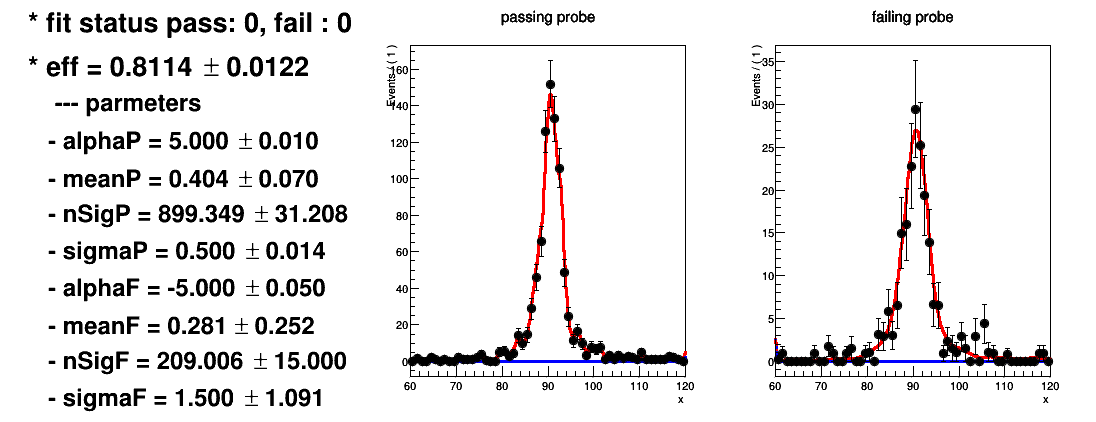 * fit status pass: 0, fail : 0
* eff = 0.8114 ± 0.0122
--- parmeters
- alphaP = 5.000 ± 0.010
- meanP = 0.404 ± 0.070
- nSigP = 899.349 ± 31.208
- sigmaP = 0.500 ± 0.014
- alphaF = -5.000 ± 0.050
- meanF = 0.281 ± 0.252
- nSigF = 209.006 ± 15.000
- sigmaF = 1.500 ± 1.091
passing probe
Events / ( 1 )
160
140
120
100
80
60
40
20
0
60 70 80 90 100 110 120
x
failing probe
Events / ( 1 )
35
30
25
20
15
10
5
0
60 70 80 90 100 110 120
x